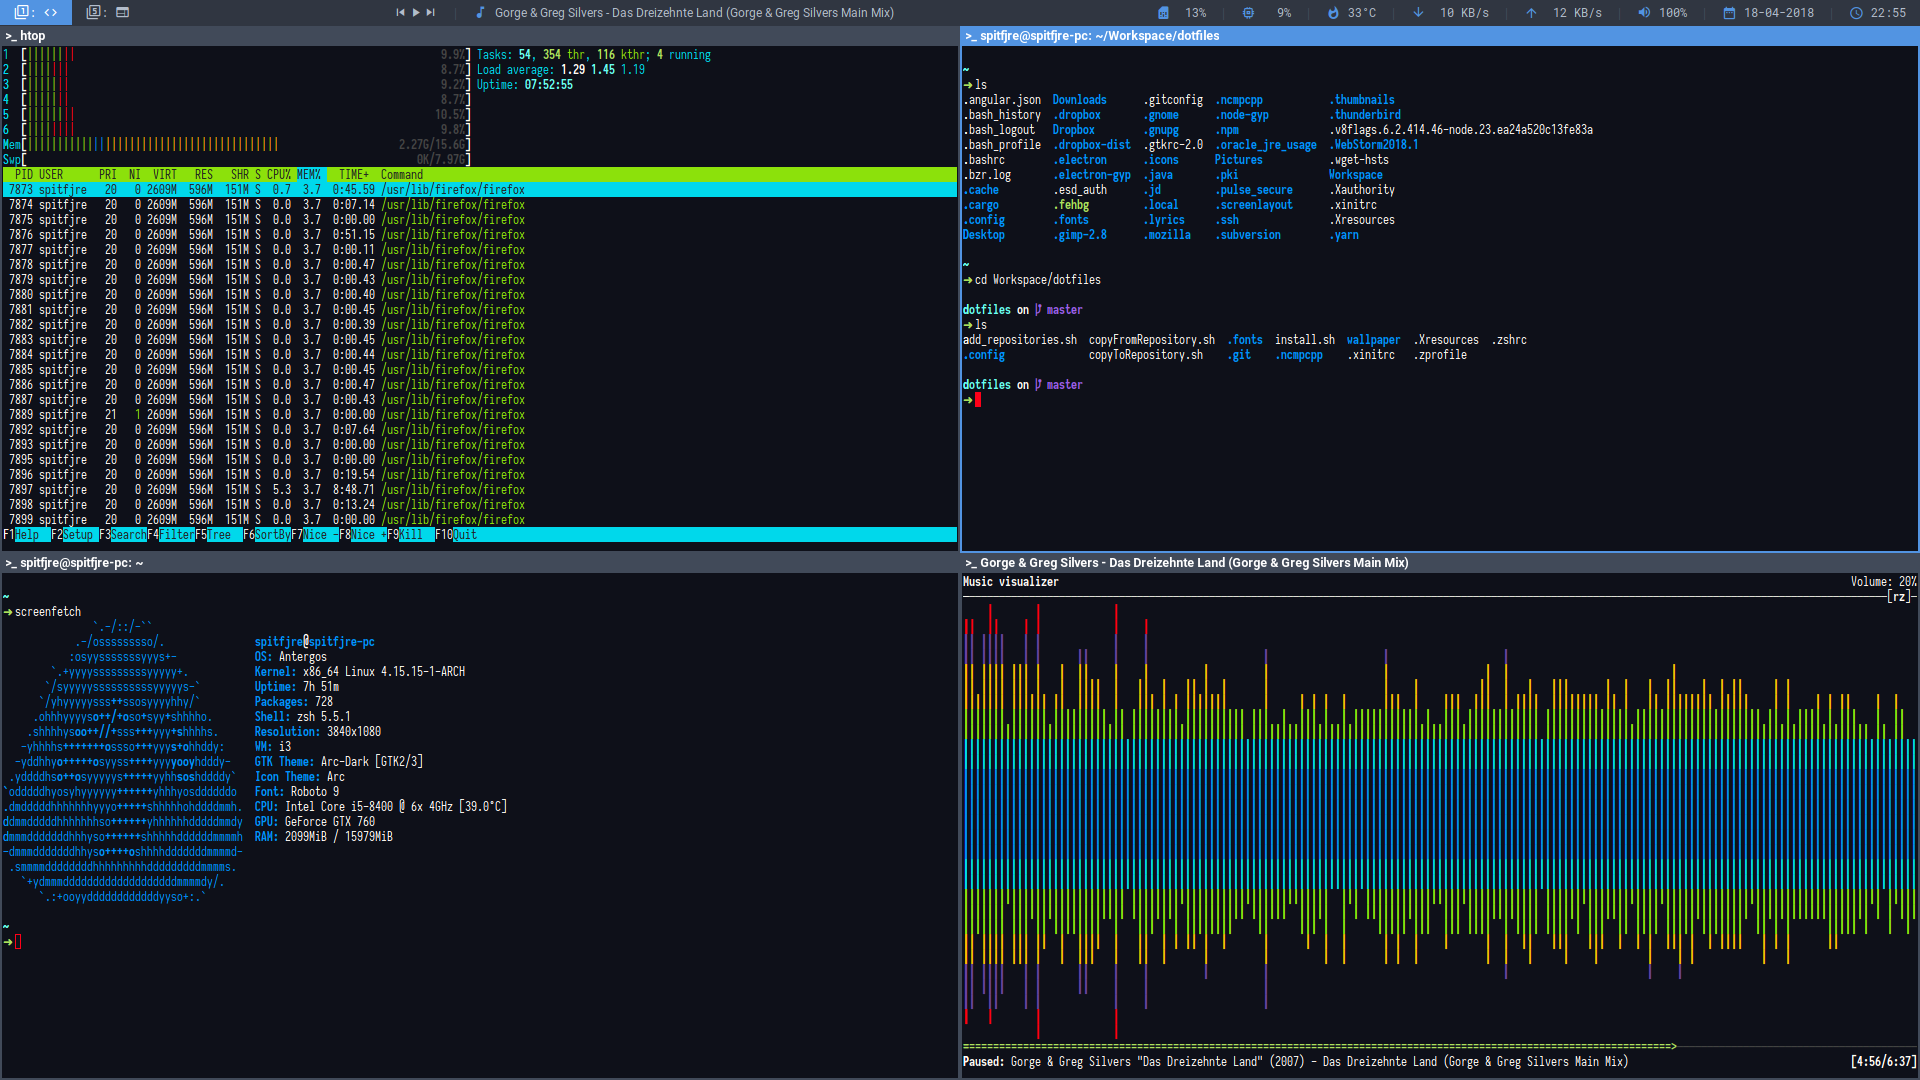 1: <> 5:
Gorge & Greg Silvers - Das Dreizehnte Land (Gorge & Greg Silvers Main Mix)
13% 9% 33°C 10 KB/s 12 KB/s 100% 18-04-2018 22:55
>_ htop
1 [||||||||| 9.9%]
2 [|||||||| 8.7%]
3 [|||||||| 9.2%]
4 [|||||||| 8.7%]
5 [||||||||| 10.5%]
6 [||||||||| 9.8%]
Mem[||||||||||||||||||||||||||||||||||||||||||| 2.27G/15.6G]
Swp[ 0K/7.97G]
Tasks: 54, 354 thr, 116 kthr; 4 running
Load average: 1.29 1.45 1.19
Uptime: 07:52:55
PID USER PRI NI VIRT RES SHR S CPU% MEM% TIME+ Command
7873 spitfjre 20 0 2609M 596M 151M S 0.7 3.7 0:45.59 /usr/lib/firefox/firefox
7874 spitfjre 20 0 2609M 596M 151M S 0.0 3.7 0:07.14 /usr/lib/firefox/firefox
7875 spitfjre 20 0 2609M 596M 151M S 0.0 3.7 0:00.00 /usr/lib/firefox/firefox
7876 spitfjre 20 0 2609M 596M 151M S 0.0 3.7 0:51.15 /usr/lib/firefox/firefox
7877 spitfjre 20 0 2609M 596M 151M S 0.0 3.7 0:00.11 /usr/lib/firefox/firefox
7878 spitfjre 20 0 2609M 596M 151M S 0.0 3.7 0:00.47 /usr/lib/firefox/firefox
7879 spitfjre 20 0 2609M 596M 151M S 0.0 3.7 0:00.43 /usr/lib/firefox/firefox
7880 spitfjre 20 0 2609M 596M 151M S 0.0 3.7 0:00.40 /usr/lib/firefox/firefox
7881 spitfjre 20 0 2609M 596M 151M S 0.0 3.7 0:00.45 /usr/lib/firefox/firefox
7882 spitfjre 20 0 2609M 596M 151M S 0.0 3.7 0:00.39 /usr/lib/firefox/firefox
7883 spitfjre 20 0 2609M 596M 151M S 0.0 3.7 0:00.45 /usr/lib/firefox/firefox
7884 spitfjre 20 0 2609M 596M 151M S 0.0 3.7 0:00.44 /usr/lib/firefox/firefox
7885 spitfjre 20 0 2609M 596M 151M S 0.0 3.7 0:00.45 /usr/lib/firefox/firefox
7886 spitfjre 20 0 2609M 596M 151M S 0.0 3.7 0:00.47 /usr/lib/firefox/firefox
7887 spitfjre 20 0 2609M 596M 151M S 0.0 3.7 0:00.43 /usr/lib/firefox/firefox
7889 spitfjre 21 1 2609M 596M 151M S 0.0 3.7 0:00.00 /usr/lib/firefox/firefox
7892 spitfjre 20 0 2609M 596M 151M S 0.0 3.7 0:07.64 /usr/lib/firefox/firefox
7893 spitfjre 20 0 2609M 596M 151M S 0.0 3.7 0:00.00 /usr/lib/firefox/firefox
7895 spitfjre 20 0 2609M 596M 151M S 0.0 3.7 0:00.00 /usr/lib/firefox/firefox
7896 spitfjre 20 0 2609M 596M 151M S 0.0 3.7 0:19.54 /usr/lib/firefox/firefox
7897 spitfjre 20 0 2609M 596M 151M S 5.3 3.7 8:48.71 /usr/lib/firefox/firefox
7898 spitfjre 20 0 2609M 596M 151M S 0.0 3.7 0:13.24 /usr/lib/firefox/firefox
7899 spitfjre 20 0 2609M 596M 151M S 0.0 3.7 0:00.00 /usr/lib/firefox/firefox
F1Help F2Setup F3SearchF4FilterF5Tree F6SortByF7Nice -F8Nice +F9Kill F10Quit
>_ spitfjre@spitfjre-pc: ~/Workspace/dotfiles
~
➜ ls
.angular.json Downloads .gitconfig .ncmpcpp .thumbnails
.bash_history .dropbox .gnome .node-gyp .thunderbird
.bash_logout Dropbox .gnupg .npm .v8flags.6.2.414.46-node.23.ea24a520c13fe83a
.bash_profile .dropbox-dist .gtkrc-2.0 .oracle_jre_usage .WebStorm2018.1
.bashrc .electron .icons Pictures .wget-hsts
.bzr.log .electron-gyp .java .pki Workspace
.cache .esd_auth .jd .pulse_secure .Xauthority
.cargo .fehbg .local .screenlayout .xinitrc
.config .fonts .lyrics .ssh .Xresources
Desktop .gimp-2.8 .mozilla .subversion .yarn
~
➜ cd Workspace/dotfiles
dotfiles on master
➜ ls
add_repositories.sh copyFromRepository.sh .fonts install.sh wallpaper .Xresources .zshrc
.config copyToRepository.sh .git .ncmpcpp .xinitrc .zprofile
dotfiles on master
➜
>_ spitfjre@spitfjre-pc: ~
~
➜ screenfetch
spitfjre@spitfjre-pc
OS: Antergos
Kernel: x86_64 Linux 4.15.15-1-ARCH
Uptime: 7h 51m
Packages: 728
Shell: zsh 5.5.1
Resolution: 3840x1080
WM: i3
GTK Theme: Arc-Dark [GTK2/3]
Icon Theme: Arc
Font: Roboto 9
CPU: Intel Core i5-8400 @ 6x 4GHz [39.0°C]
GPU: GeForce GTX 760
RAM: 2099MiB / 15979MiB
~
➜
>_ Gorge & Greg Silvers - Das Dreizehnte Land (Gorge & Greg Silvers Main Mix)
Music visualizer Volume: 20%
[rz]
Paused: Gorge & Greg Silvers "Das Dreizehnte Land" (2007) - Das Dreizehnte Land (Gorge & Greg Silvers Main Mix) [4:56/6:37]